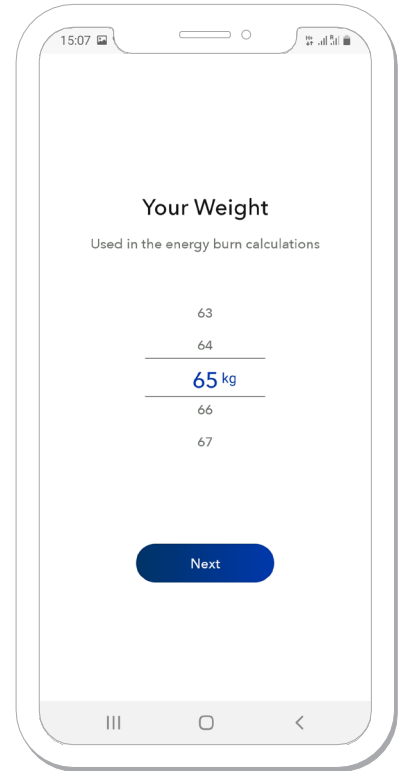 15:07
Your Weight
Used in the energy burn calculations
63
64
65 kg
66
67
Next